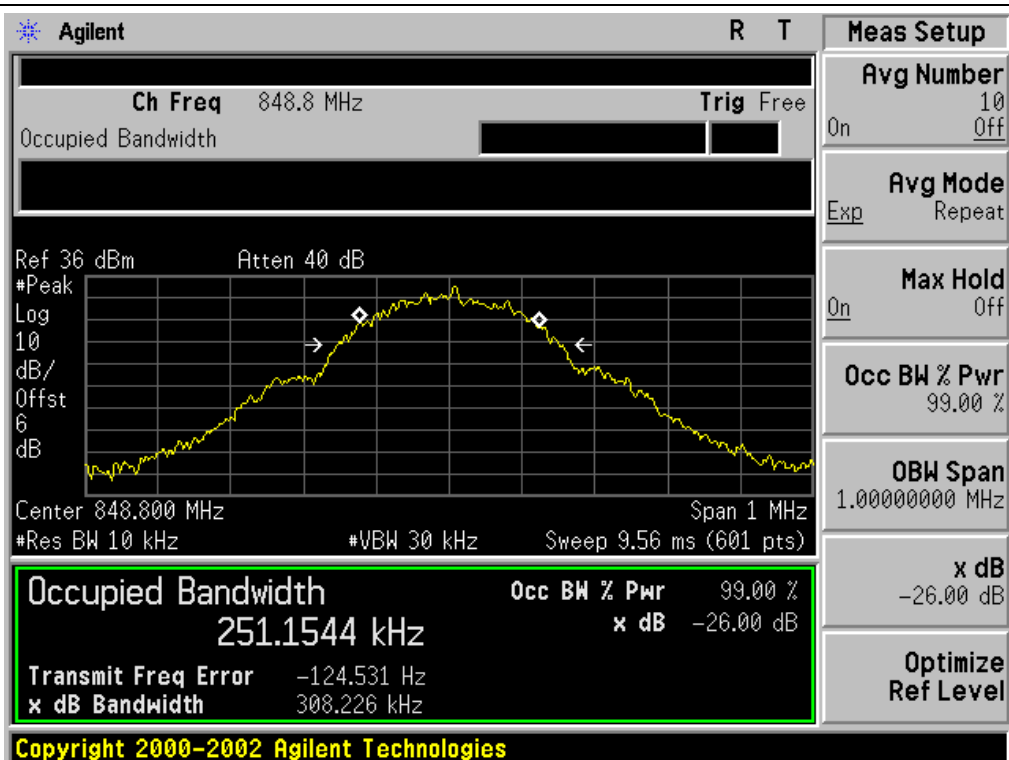 Agilent R T
Meas Setup
Ch Freq 848.8 MHz Trig Free
Occupied Bandwidth
Avg Number
10
On Off
Avg Mode
Exp Repeat
Max Hold
On Off
Occ BW % Pwr
99.00 %
OBW Span
1.00000000 MHz
x dB
-26.00 dB
Optimize
Ref Level
Ref 36 dBm Atten 40 dB
#Peak
Log
10
dB/
Offst
6
dB
Center 848.800 MHz Span 1 MHz
#Res BW 10 kHz #VBW 30 kHz Sweep 9.56 ms (601 pts)
Occupied Bandwidth Occ BW % Pwr 99.00 %
251.1544 kHz x dB -26.00 dB
Transmit Freq Error -124.531 Hz
x dB Bandwidth 308.226 kHz
Copyright 2000-2002 Agilent Technologies